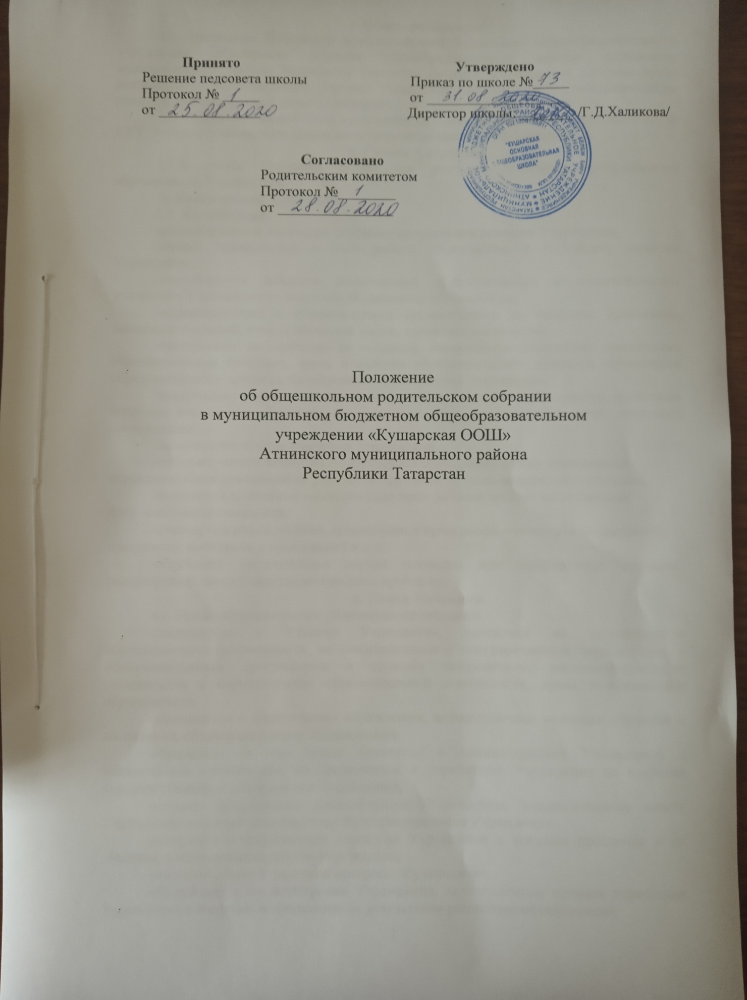 Принято
Решение педсовета школы
Протокол № 1
от 25.08.2020
Утверждено
Приказ по школе № 73
от 31.08.2020
Директор школы: /Г.Д.Халикова/
"КУШАРСКАЯ
ОСНОВНАЯ
ОБЩЕОБРАЗОВАТЕЛЬНАЯ
ШКОЛА"
Согласовано
Родительским комитетом
Протокол № 1
от 28.08.2020
Положение
об общешкольном родительском собрании
в муниципальном бюджетном общеобразовательном
учреждении «Кушарская ООШ»
Атнинского муниципального района
Республики Татарстан